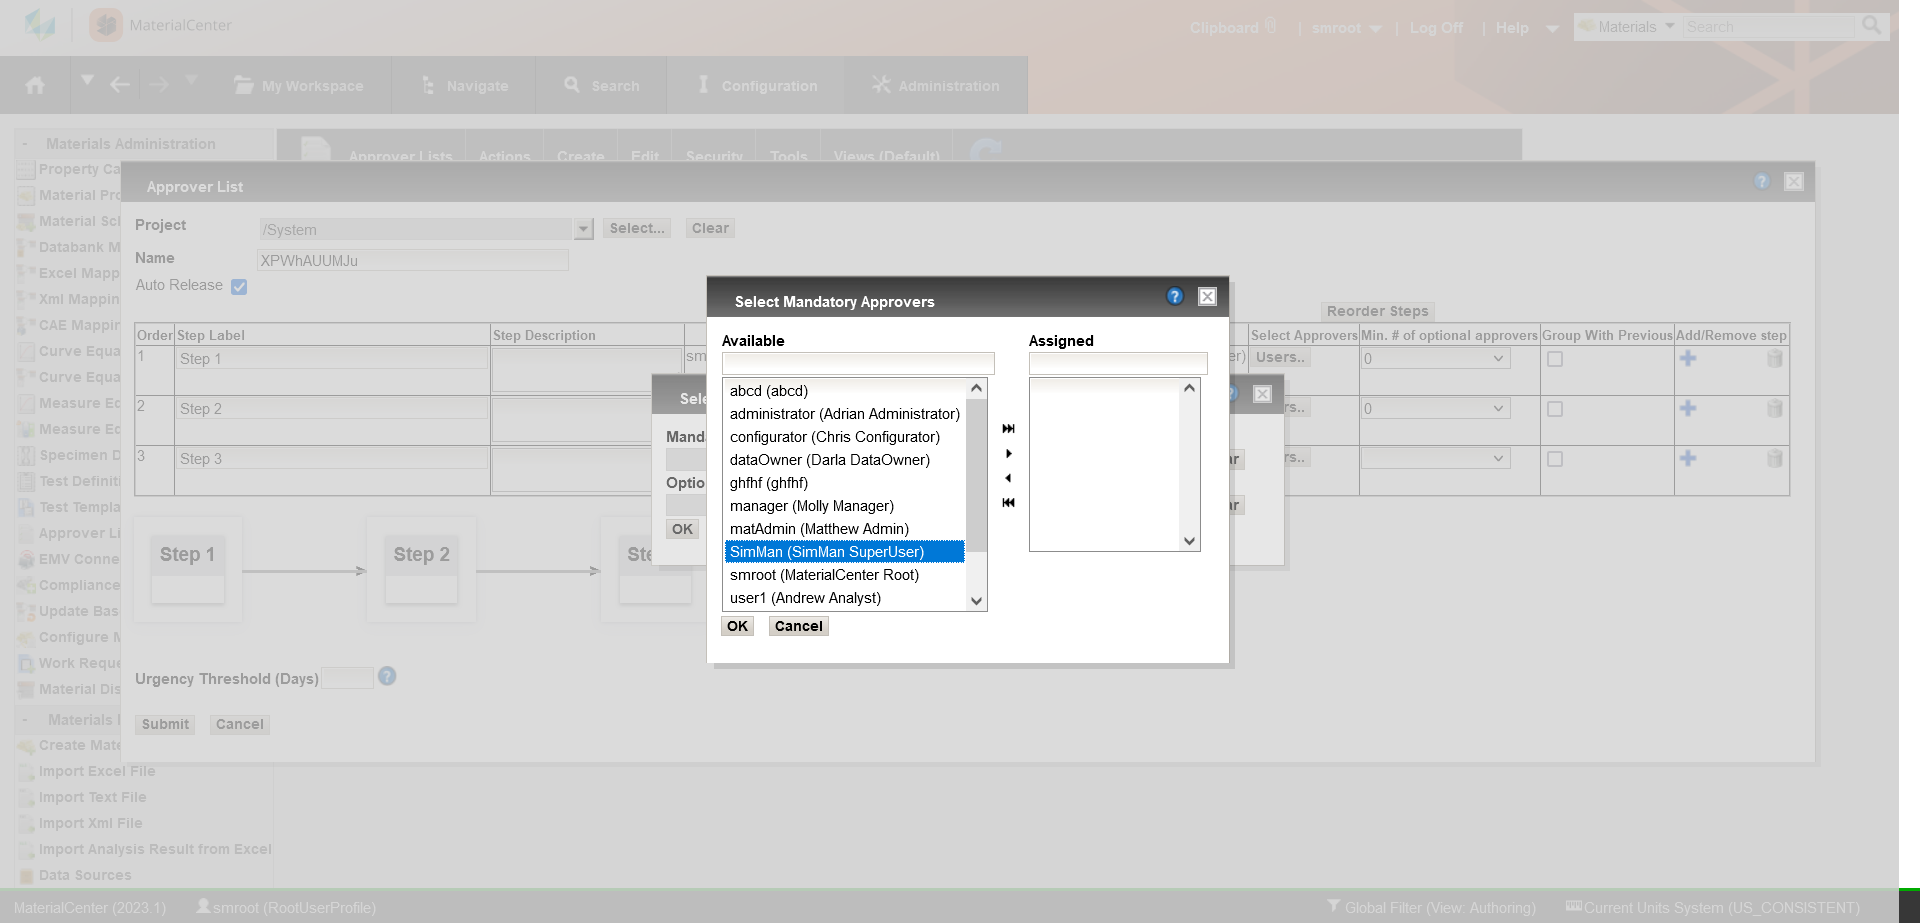 MaterialCenter
Clipboard | smroot | Log Off | Help Materials Search
My Workspace Navigate Search Configuration Administration
- Materials Administration
Approver Lists Actions Create Edit Security Tools Views (Default)
Property Ca
Material Pro
Material Sch
Databank M
Excel Mapp
Xml Mappin
CAE Mappin
Curve Equa
Curve Equa
Measure Ec
Measure Ec
Specimen D
Test Definiti
Test Templa
Approver Li
EMV Conne
Compliance
Update Bas
Configure M
Work Reque
Material Dis
- Materials I
Create Mate
Import Excel File
Import Text File
Import Xml File
Import Analysis Result from Excel
Data Sources
Approver List
?
Project /System Select... Clear
Name XPWhAUUMJu
Auto Release
Reorder Steps
Order Step Label Step Description Select Approvers Min. # of optional approvers Group With Previous Add/Remove step
1 Step 1 sm er) Users.. 0
2 Step 2 rs.. 0
3 Step 3 rs..
Step 1 Step 2 Ste
Urgency Threshold (Days) ?
Submit Cancel
Sele
Manda
ar
Optio
ar
OK
Select Mandatory Approvers
?
Available Assigned
abcd (abcd)
administrator (Adrian Administrator)
configurator (Chris Configurator)
dataOwner (Darla DataOwner)
ghfhf (ghfhf)
manager (Molly Manager)
matAdmin (Matthew Admin)
SimMan (SimMan SuperUser)
smroot (MaterialCenter Root)
user1 (Andrew Analyst)
OK Cancel
MaterialCenter (2023.1) smroot (RootUserProfile) Global Filter (View: Authoring) Current Units System (US_CONSISTENT)